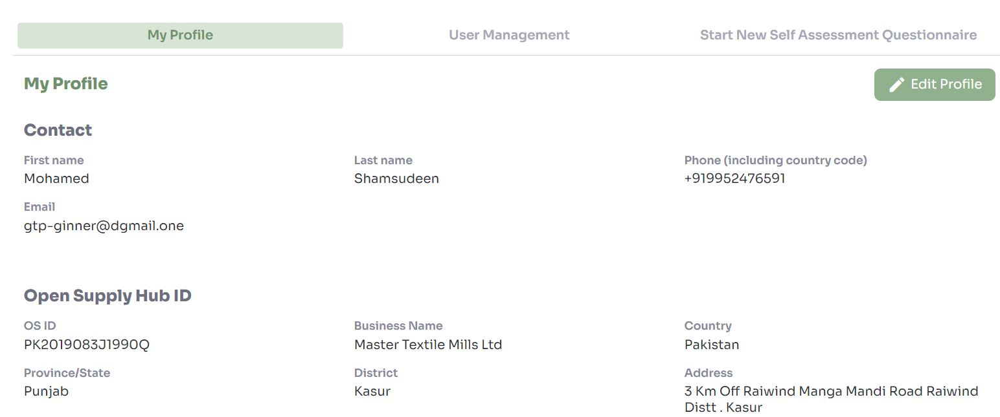 My Profile
User Management
Start New Self Assessment Questionnaire
My Profile
Edit Profile
Contact
First name
Mohamed
Last name
Shamsudeen
Phone (including country code)
+919952476591
Email
gtp-ginner@dgmail.one
Open Supply Hub ID
OS ID
PK2019083J1990Q
Business Name
Master Textile Mills Ltd
Country
Pakistan
Province/State
Punjab
District
Kasur
Address
3 Km Off Raiwind Manga Mandi Road Raiwind
Distt . Kasur